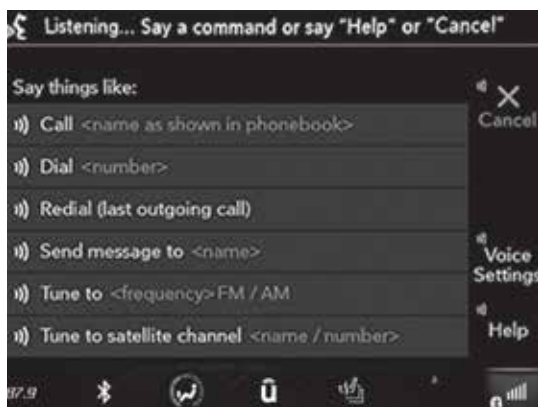 Listening... Say a command or say "Help" or "Cancel"
Say things like:
Cancel
Call <name as shown in phonebook>
Dial <number>
Redial (last outgoing call)
Send message to <name>
Voice
Settings
Tune to <frequency> FM / AM
Help
Tune to satellite channel <name / number>
97.9